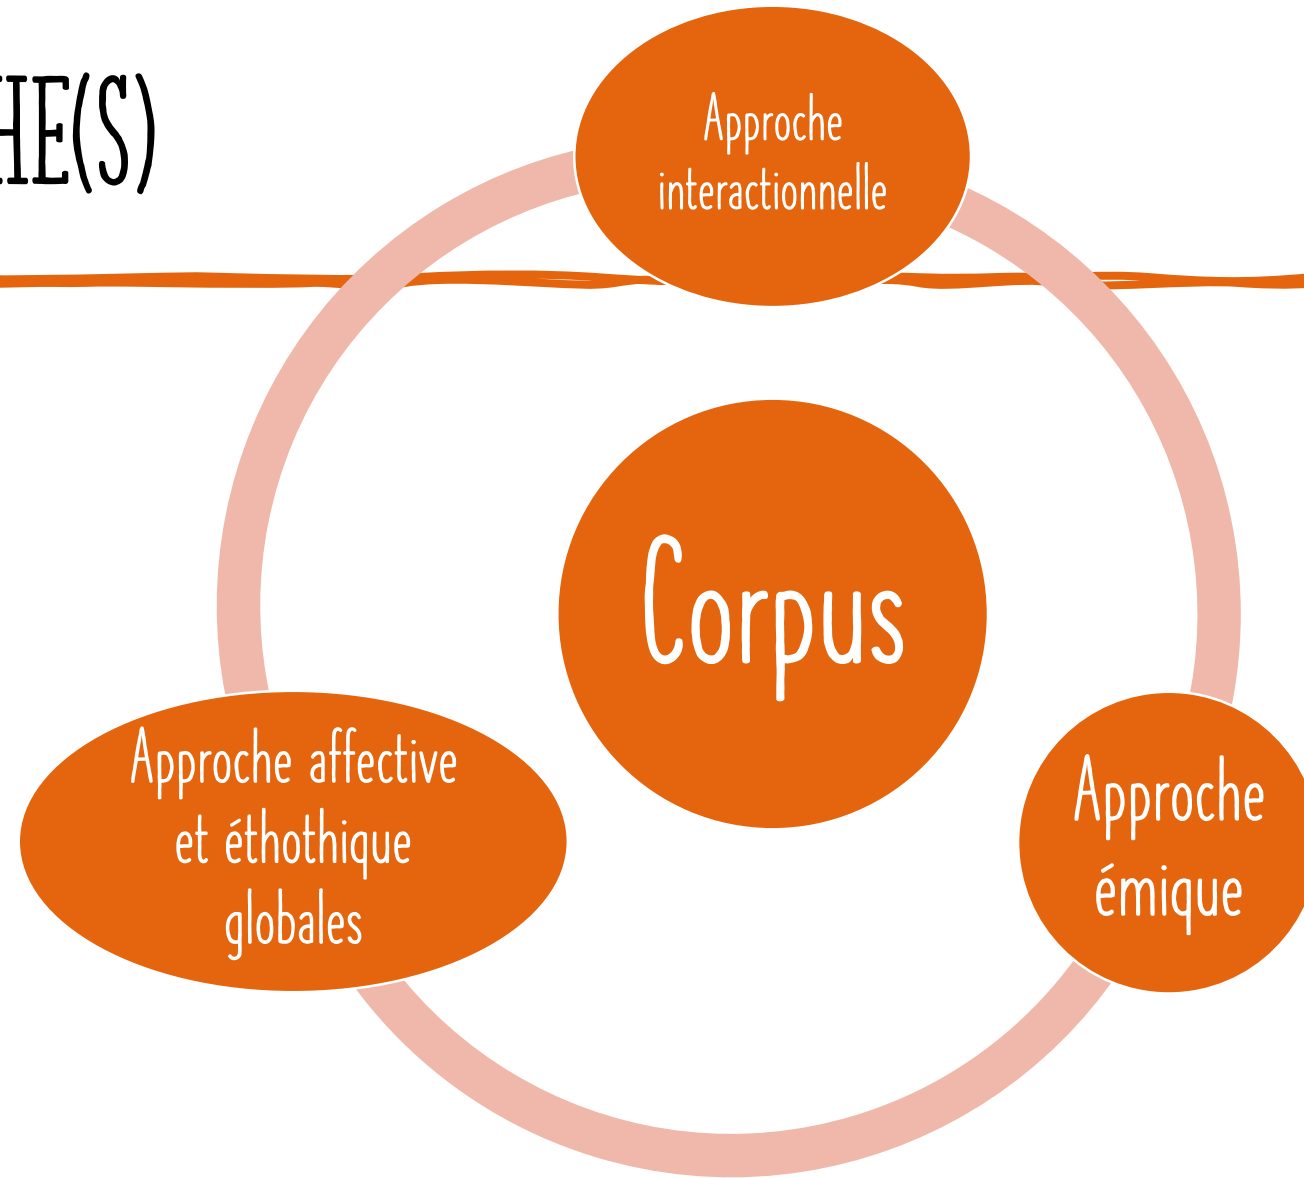 HE(S)
Approche
interactionnelle
Corpus
Approche affective
et éthothique
globales
Approche
émique